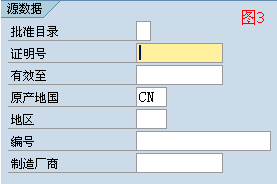 源数据
图3
批准目录
证明号
有效至
原产地国 CN
地区
编号
制造厂商